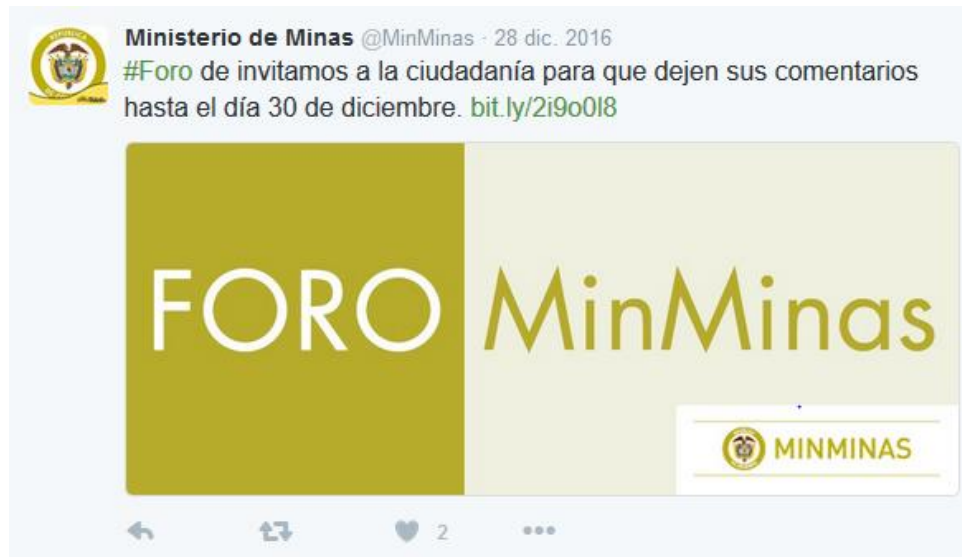 Ministerio de Minas @MinMinas · 28 dic. 2016
#Foro de invitamos a la ciudadanía para que dejen sus comentarios
hasta el día 30 de diciembre. bit.ly/2i9o0l8
FORO MinMinas
MINMINAS
2